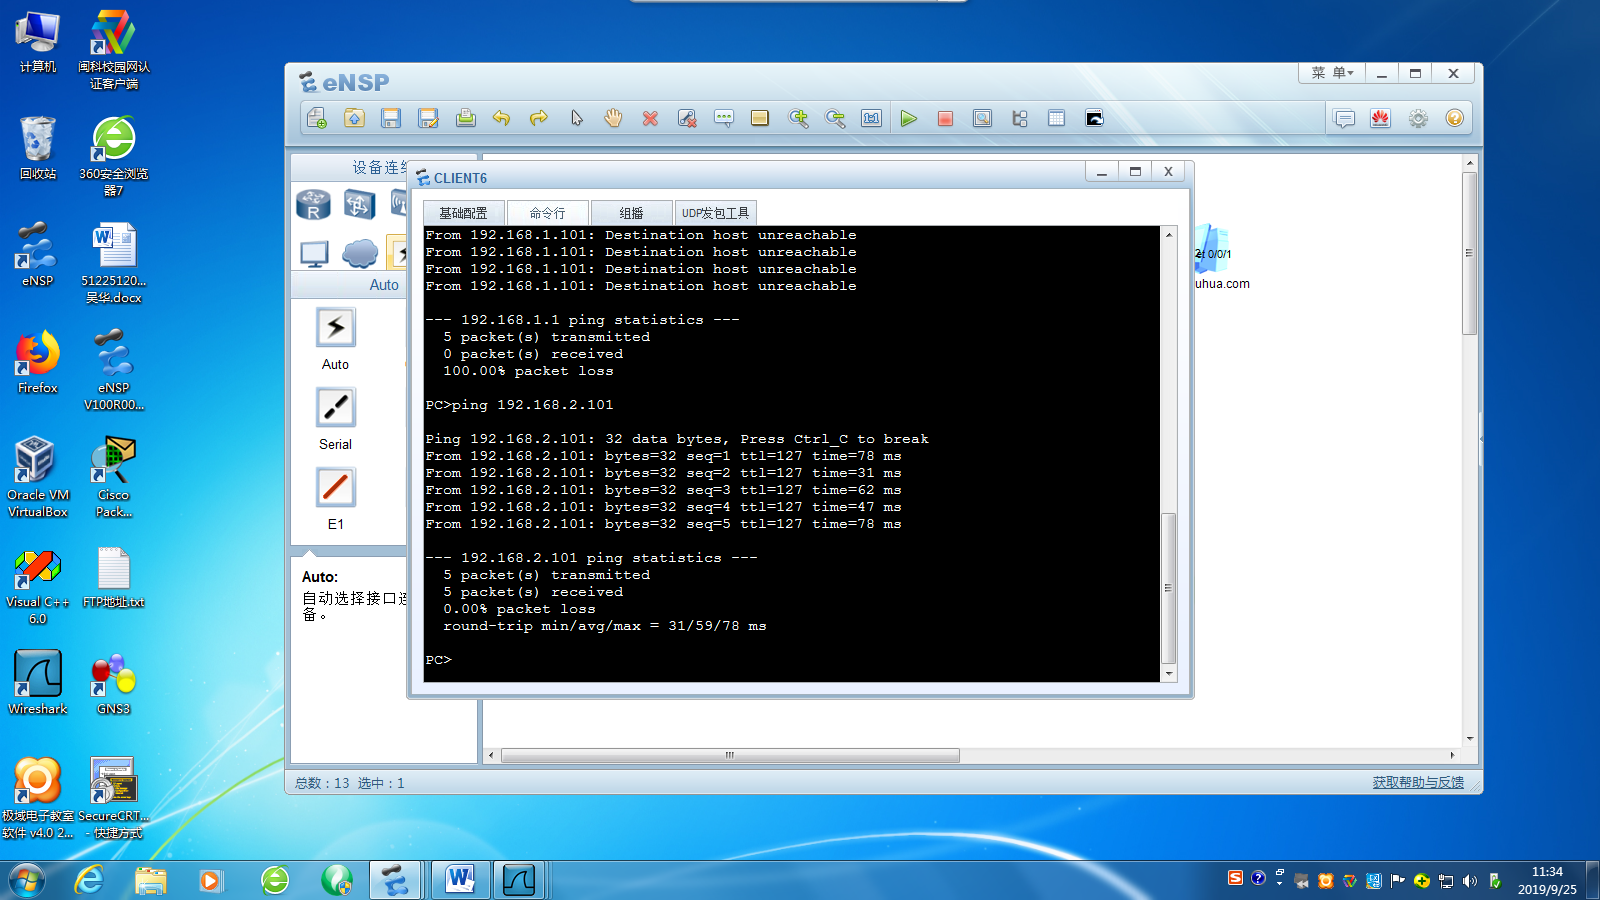 计算机
闽科校园网认
证客户端
回收站
360安全浏览
器7
eNSP
51225120...
吴华.docx
Firefox
eNSP
V100R00...
Oracle VM
VirtualBox
Cisco
Pack...
Visual C++
6.0
FTP地址.txt
Wireshark
GNS3
极域电子教室
软件 v4.0 2...
SecureCRT...
- 快捷方式
eNSP
菜 单
设备连
R
Auto
Auto
Serial
E1
Auto:
自动选择接口连
备。
总数：13 选中：1
获取帮助与反馈
et 0/0/1
uhua.com
CLIENT6
基础配置
命令行
组播
UDP发包工具
From 192.168.1.101: Destination host unreachable
From 192.168.1.101: Destination host unreachable
From 192.168.1.101: Destination host unreachable
From 192.168.1.101: Destination host unreachable
--- 192.168.1.1 ping statistics ---
5 packet(s) transmitted
0 packet(s) received
100.00% packet loss
PC>ping 192.168.2.101
Ping 192.168.2.101: 32 data bytes, Press Ctrl_C to break
From 192.168.2.101: bytes=32 seq=1 ttl=127 time=78 ms
From 192.168.2.101: bytes=32 seq=2 ttl=127 time=31 ms
From 192.168.2.101: bytes=32 seq=3 ttl=127 time=62 ms
From 192.168.2.101: bytes=32 seq=4 ttl=127 time=47 ms
From 192.168.2.101: bytes=32 seq=5 ttl=127 time=78 ms
--- 192.168.2.101 ping statistics ---
5 packet(s) transmitted
5 packet(s) received
0.00% packet loss
round-trip min/avg/max = 31/59/78 ms
PC>
11:34
2019/9/25